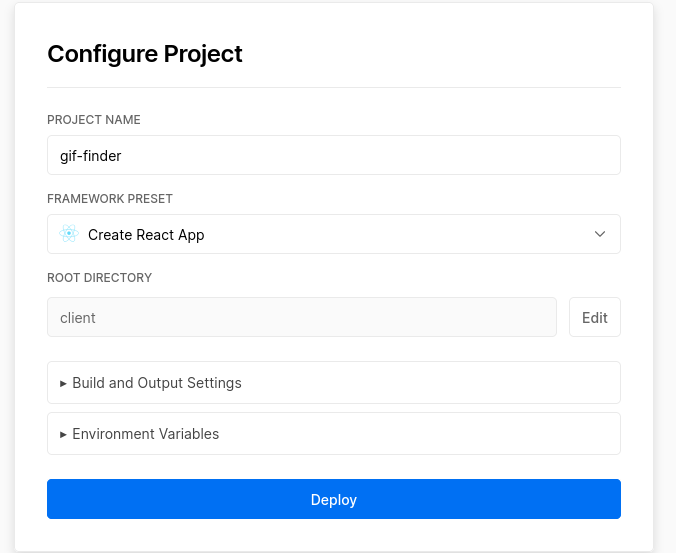 Configure Project
PROJECT NAME
gif-finder
FRAMEWORK PRESET
Create React App
ROOT DIRECTORY
client
Edit
▸ Build and Output Settings
▸ Environment Variables
Deploy